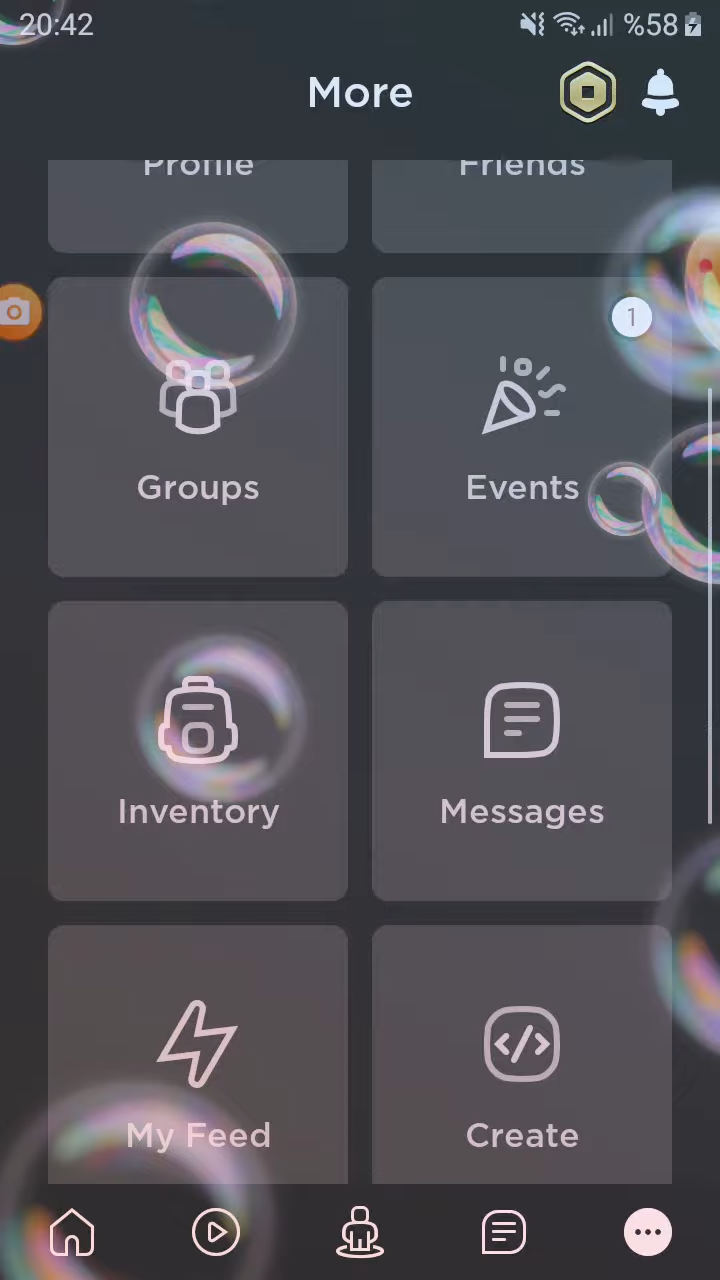 20:42
%58
More
Profile
Friends
1
Groups
Events
Inventory
Messages
My Feed
Create